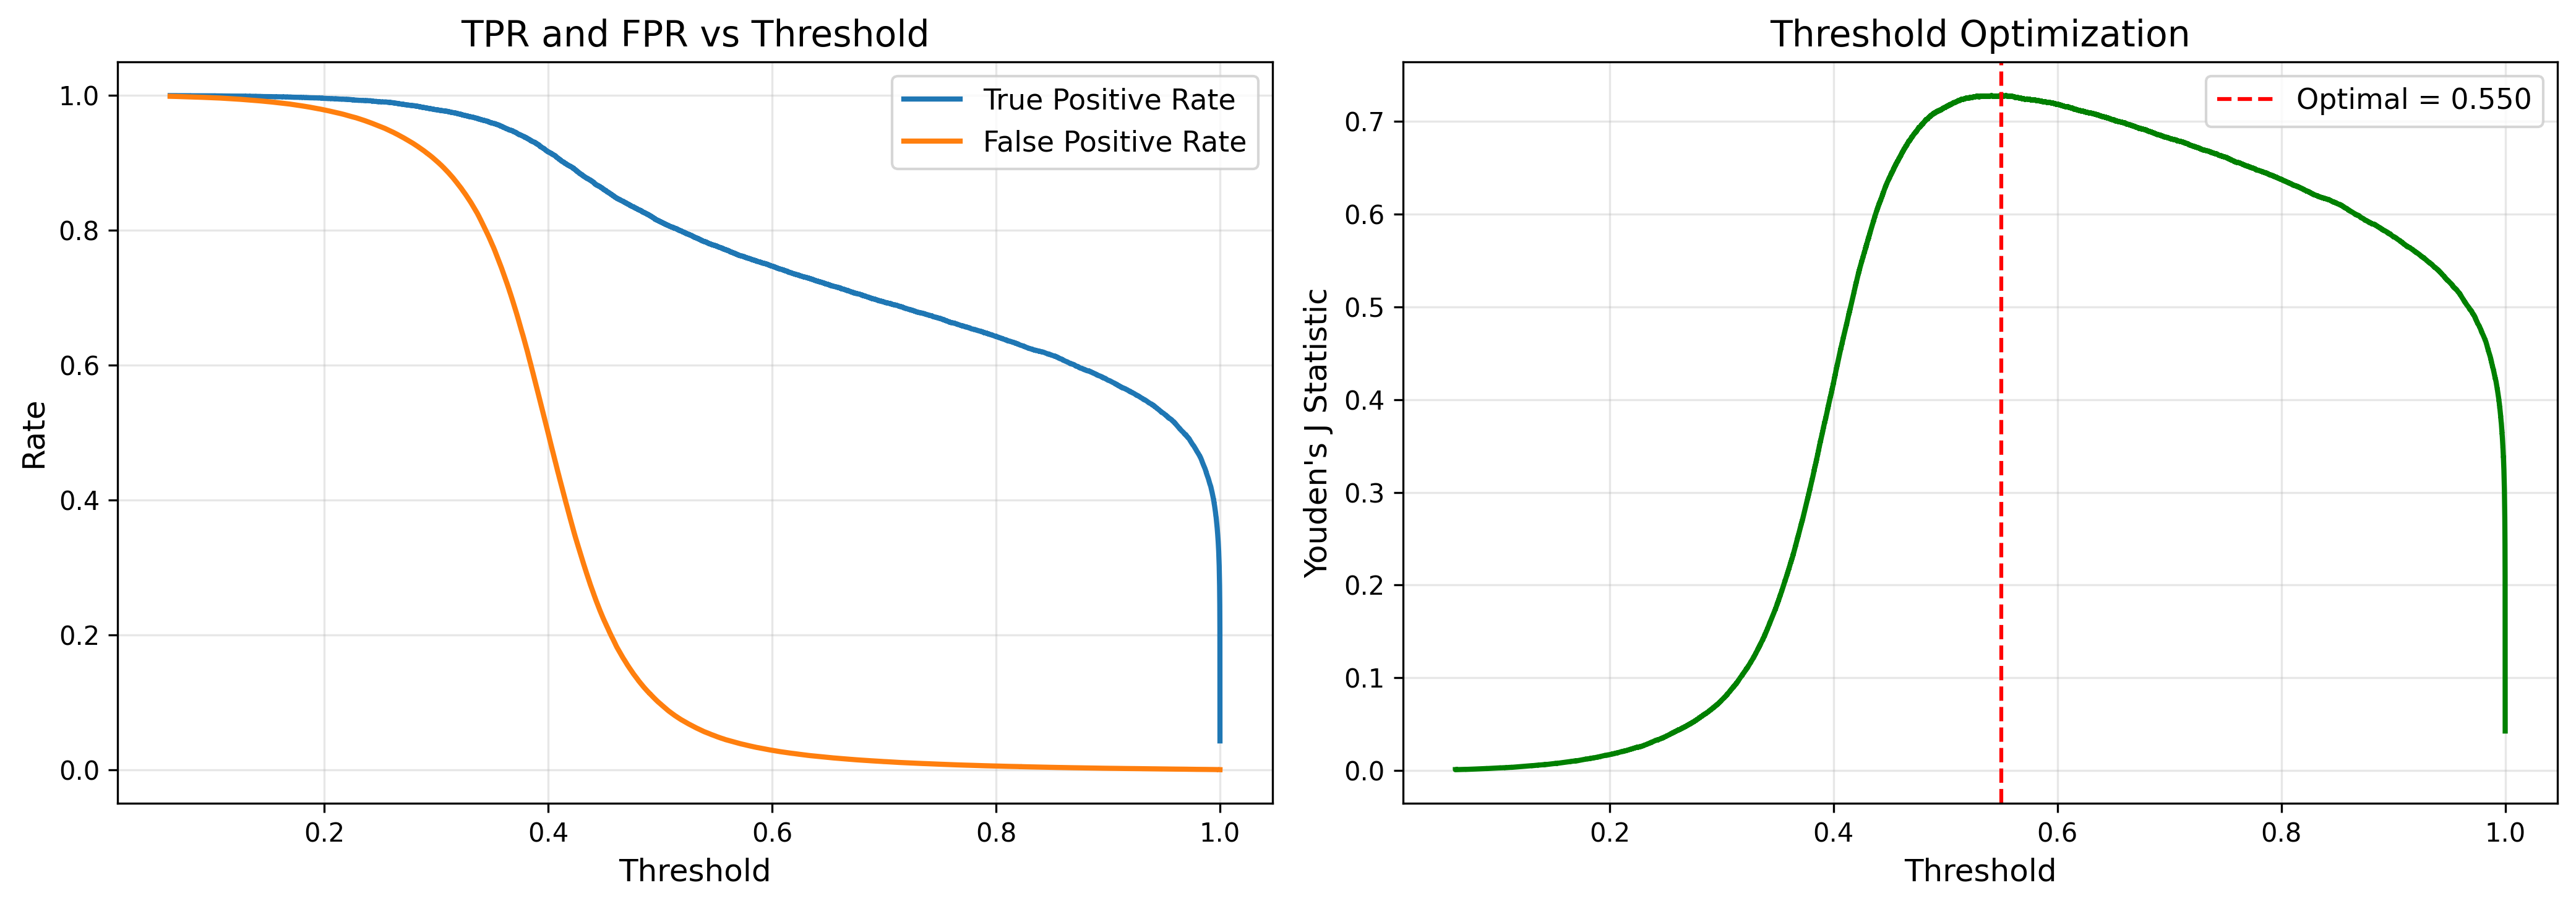 TPR and FPR vs Threshold
True Positive Rate
False Positive Rate
Rate
1.0
0.8
0.6
0.4
0.2
0.0
0.2 0.4 0.6 0.8 1.0
Threshold
Threshold Optimization
Optimal = 0.550
Youden's J Statistic
0.7
0.6
0.5
0.4
0.3
0.2
0.1
0.0
0.2 0.4 0.6 0.8 1.0
Threshold